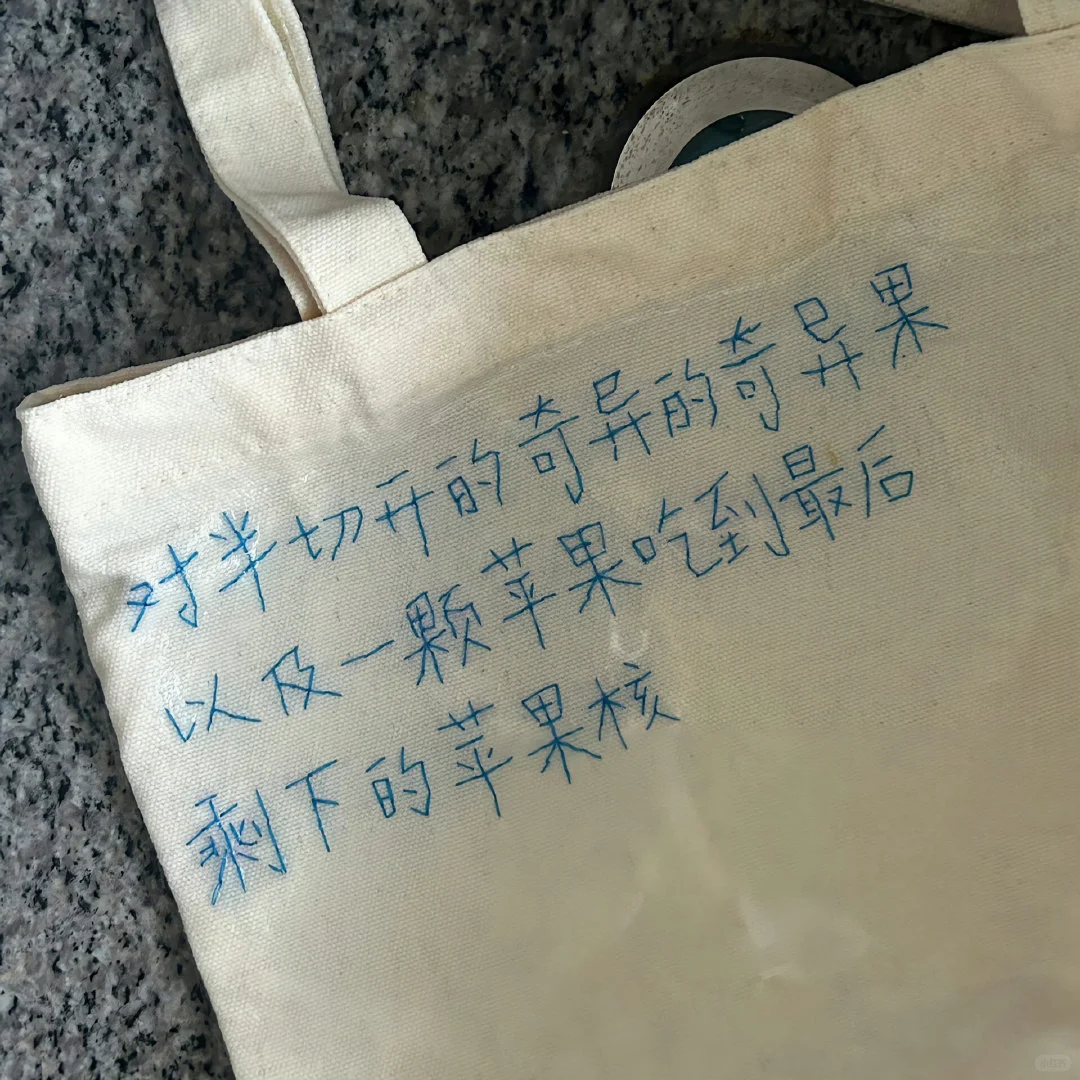 对半切开的奇异的奇异果
以及一颗苹果吃到最后
剩下的苹果核